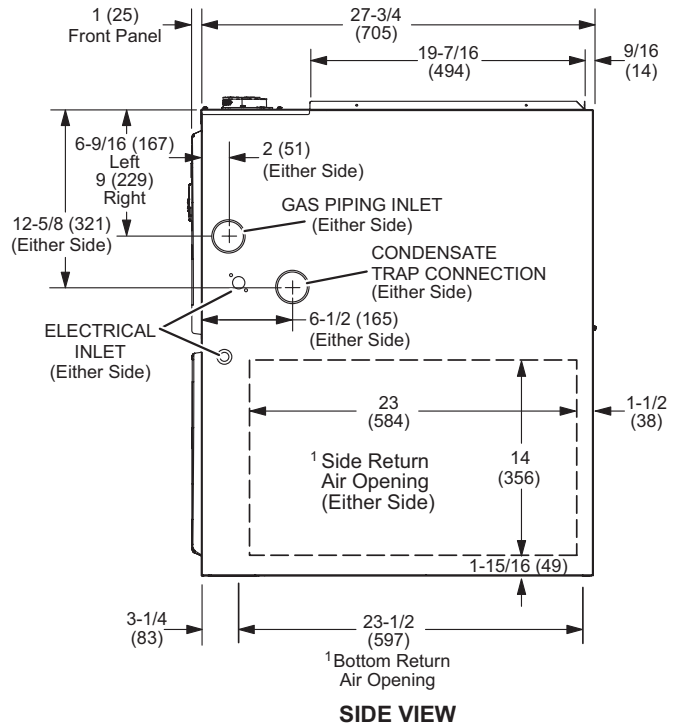 1 (25)
Front Panel
27-3/4
(705)
19-7/16
(494)
9/16
(14)
6-9/16 (167)
Left
9 (229)
Right
2 (51)
(Either Side)
12-5/8 (321)
(Either Side)
GAS PIPING INLET
(Either Side)
CONDENSATE
TRAP CONNECTION
(Either Side)
6-1/2 (165)
(Either Side)
ELECTRICAL
INLET
(Either Side)
23
(584)
1-1/2
(38)
1 Side Return
Air Opening
(Either Side)
14
(356)
1-15/16 (49)
3-1/4
(83)
23-1/2
(597)
1 Bottom Return
Air Opening
SIDE VIEW